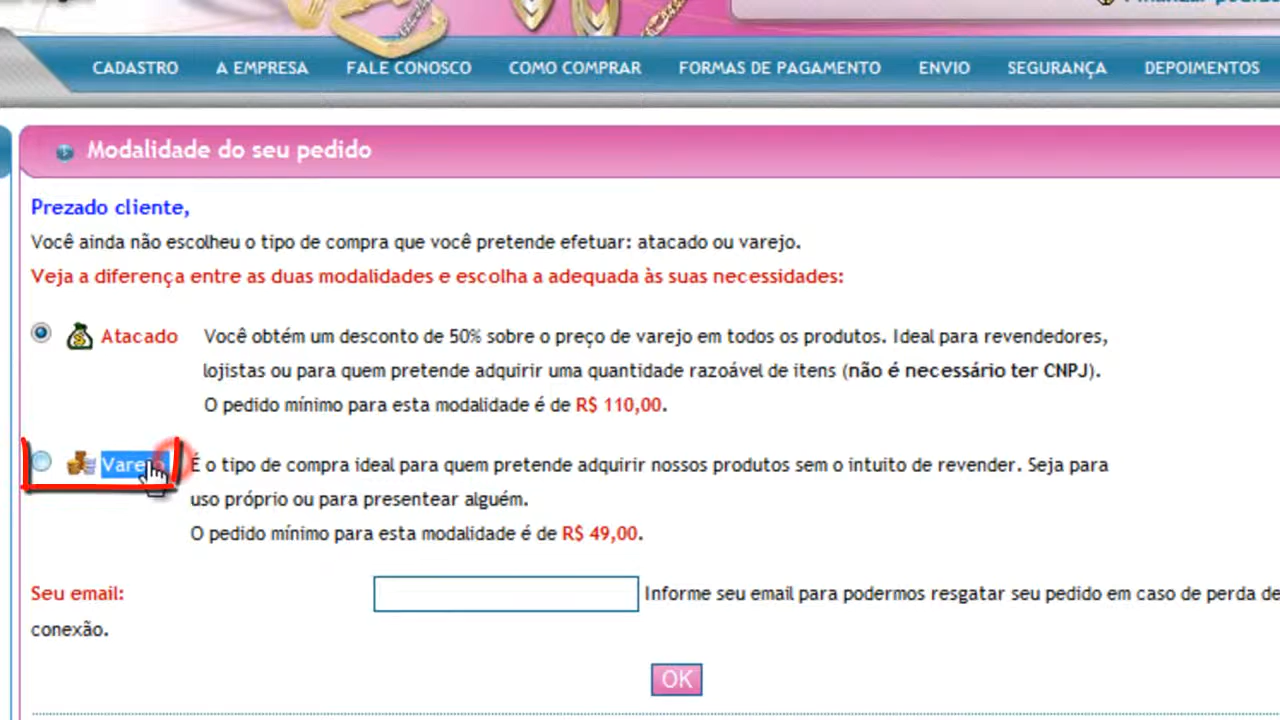 CADASTRO A EMPRESA FALE CONOSCO COMO COMPRAR FORMAS DE PAGAMENTO ENVIO SEGURANÇA DEPOIMENTOS
Modalidade do seu pedido
Prezado cliente,
Você ainda não escolheu o tipo de compra que você pretende efetuar: atacado ou varejo.
Veja a diferença entre as duas modalidades e escolha a adequada às suas necessidades:
Atacado Você obtém um desconto de 50% sobre o preço de varejo em todos os produtos. Ideal para revendedores,
lojistas ou para quem pretende adquirir uma quantidade razoável de itens (não é necessário ter CNPJ).
O pedido mínimo para esta modalidade é de R$ 110,00.
Varejo É o tipo de compra ideal para quem pretende adquirir nossos produtos sem o intuito de revender. Seja para
uso próprio ou para presentear alguém.
O pedido mínimo para esta modalidade é de R$ 49,00.
Seu email: Informe seu email para podermos resgatar seu pedido em caso de perda de
conexão.
OK